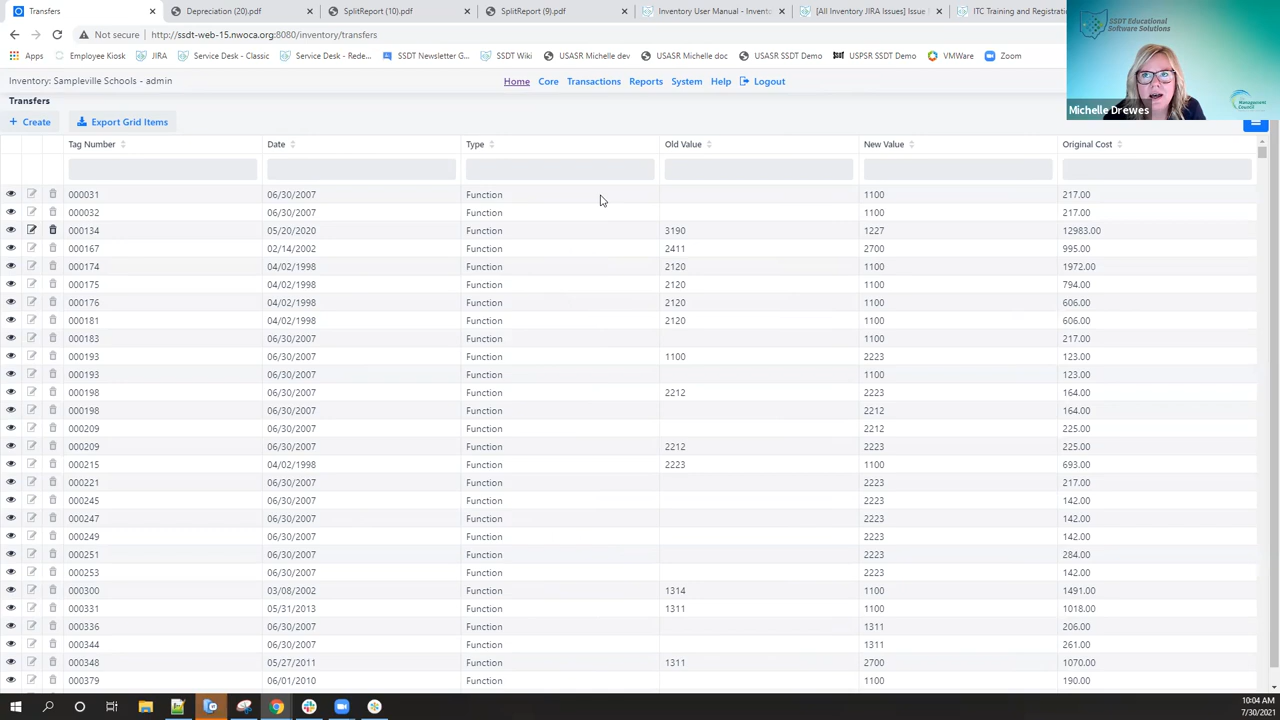 Transfers
Depreciation (20).pdf
SplitReport (10).pdf
SplitReport (9).pdf
Inventory User Manual - Invento
[All Inventory JIRA Issues] Issue
ITC Training and Registrati
Not secure | http://ssdt-web-15.nwoca.org:8080/inventory/transfers
Apps Employee Kiosk JIRA Service Desk - Classic Service Desk - Rede... SSDT Newsletter G... SSDT Wiki USASR Michelle dev USASR Michelle doc USASR SSDT Demo USPSR SSDT Demo VMWare Zoom
SSDT Educational
Software Solutions
Management
Council
Michelle Drewes
Inventory: Sampleville Schools - admin
Home Core Transactions Reports System Help Logout
Transfers
+ Create Export Grid Items
Tag Number Date Type Old Value New Value Original Cost
000031 06/30/2007 Function 1100 217.00
000032 06/30/2007 Function 1100 217.00
000134 05/20/2020 Function 3190 1227 12983.00
000167 02/14/2002 Function 2411 2700 995.00
000174 04/02/1998 Function 2120 1100 1972.00
000175 04/02/1998 Function 2120 1100 794.00
000176 04/02/1998 Function 2120 1100 606.00
000181 04/02/1998 Function 2120 1100 606.00
000183 06/30/2007 Function 1100 217.00
000193 06/30/2007 Function 1100 2223 123.00
000193 06/30/2007 Function 1100 123.00
000198 06/30/2007 Function 2212 2223 164.00
000198 06/30/2007 Function 2212 164.00
000209 06/30/2007 Function 2212 225.00
000209 06/30/2007 Function 2212 2223 225.00
000215 04/02/1998 Function 2223 1100 693.00
000221 06/30/2007 Function 2223 217.00
000245 06/30/2007 Function 2223 142.00
000247 06/30/2007 Function 2223 142.00
000249 06/30/2007 Function 2223 142.00
000251 06/30/2007 Function 2223 284.00
000253 06/30/2007 Function 2223 142.00
000300 03/08/2002 Function 1314 1100 1491.00
000331 05/31/2013 Function 1311 1100 1018.00
000336 06/30/2007 Function 1311 206.00
000344 06/30/2007 Function 1311 261.00
000348 05/27/2011 Function 1311 2700 1070.00
000379 06/01/2010 Function 1100 190.00
10:04 AM
7/30/2021